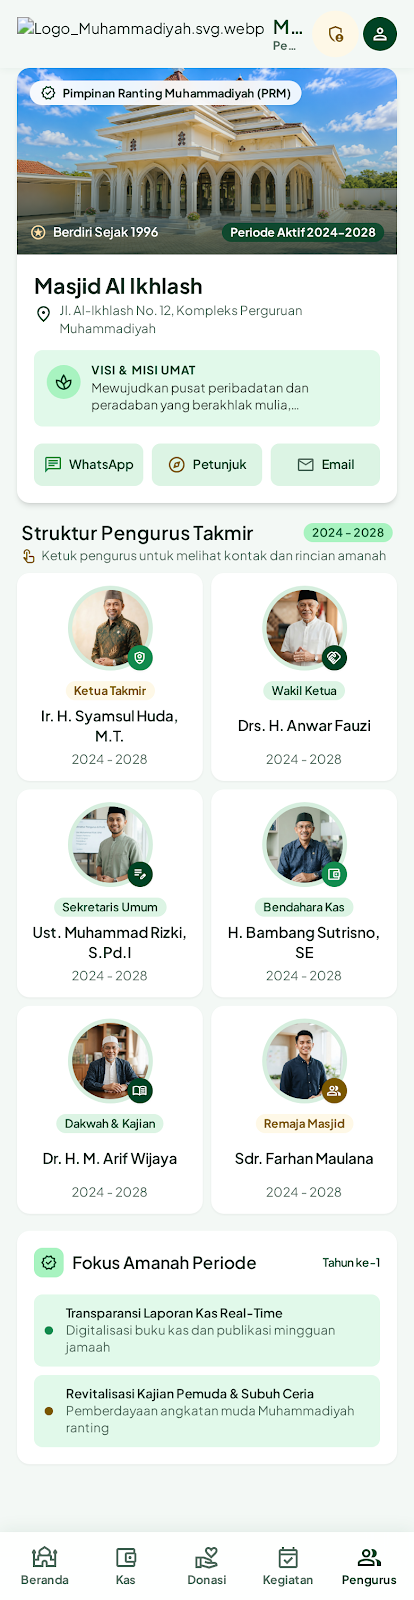 Logo_Muhammadiyah.svg.webp
M...
Pe...
Pimpinan Ranting Muhammadiyah (PRM)
Berdiri Sejak 1996
Periode Aktif 2024–2028
Masjid Al Ikhlash
Jl. Al-Ikhlash No. 12, Kompleks Perguruan
Muhammadiyah
VISI & MISI UMAT
Mewujudkan pusat peribadatan dan
peradaban yang berakhlak mulia,...
WhatsApp
Petunjuk
Email
Struktur Pengurus Takmir
2024 – 2028
Ketuk pengurus untuk melihat kontak dan rincian amanah
Ketua Takmir
Ir. H. Syamsul Huda,
M.T.
2024 - 2028
Wakil Ketua
Drs. H. Anwar Fauzi
2024 - 2028
Sekretaris Umum
Ust. Muhammad Rizki,
S.Pd.I
2024 - 2028
Bendahara Kas
H. Bambang Sutrisno,
SE
2024 - 2028
Dakwah & Kajian
Dr. H. M. Arif Wijaya
2024 - 2028
Remaja Masjid
Sdr. Farhan Maulana
2024 - 2028
Fokus Amanah Periode
Tahun ke-1
Transparansi Laporan Kas Real-Time
Digitalisasi buku kas dan publikasi mingguan
jamaah
Revitalisasi Kajian Pemuda & Subuh Ceria
Pemberdayaan angkatan muda Muhammadiyah
ranting
Beranda
Kas
Donasi
Kegiatan
Pengurus